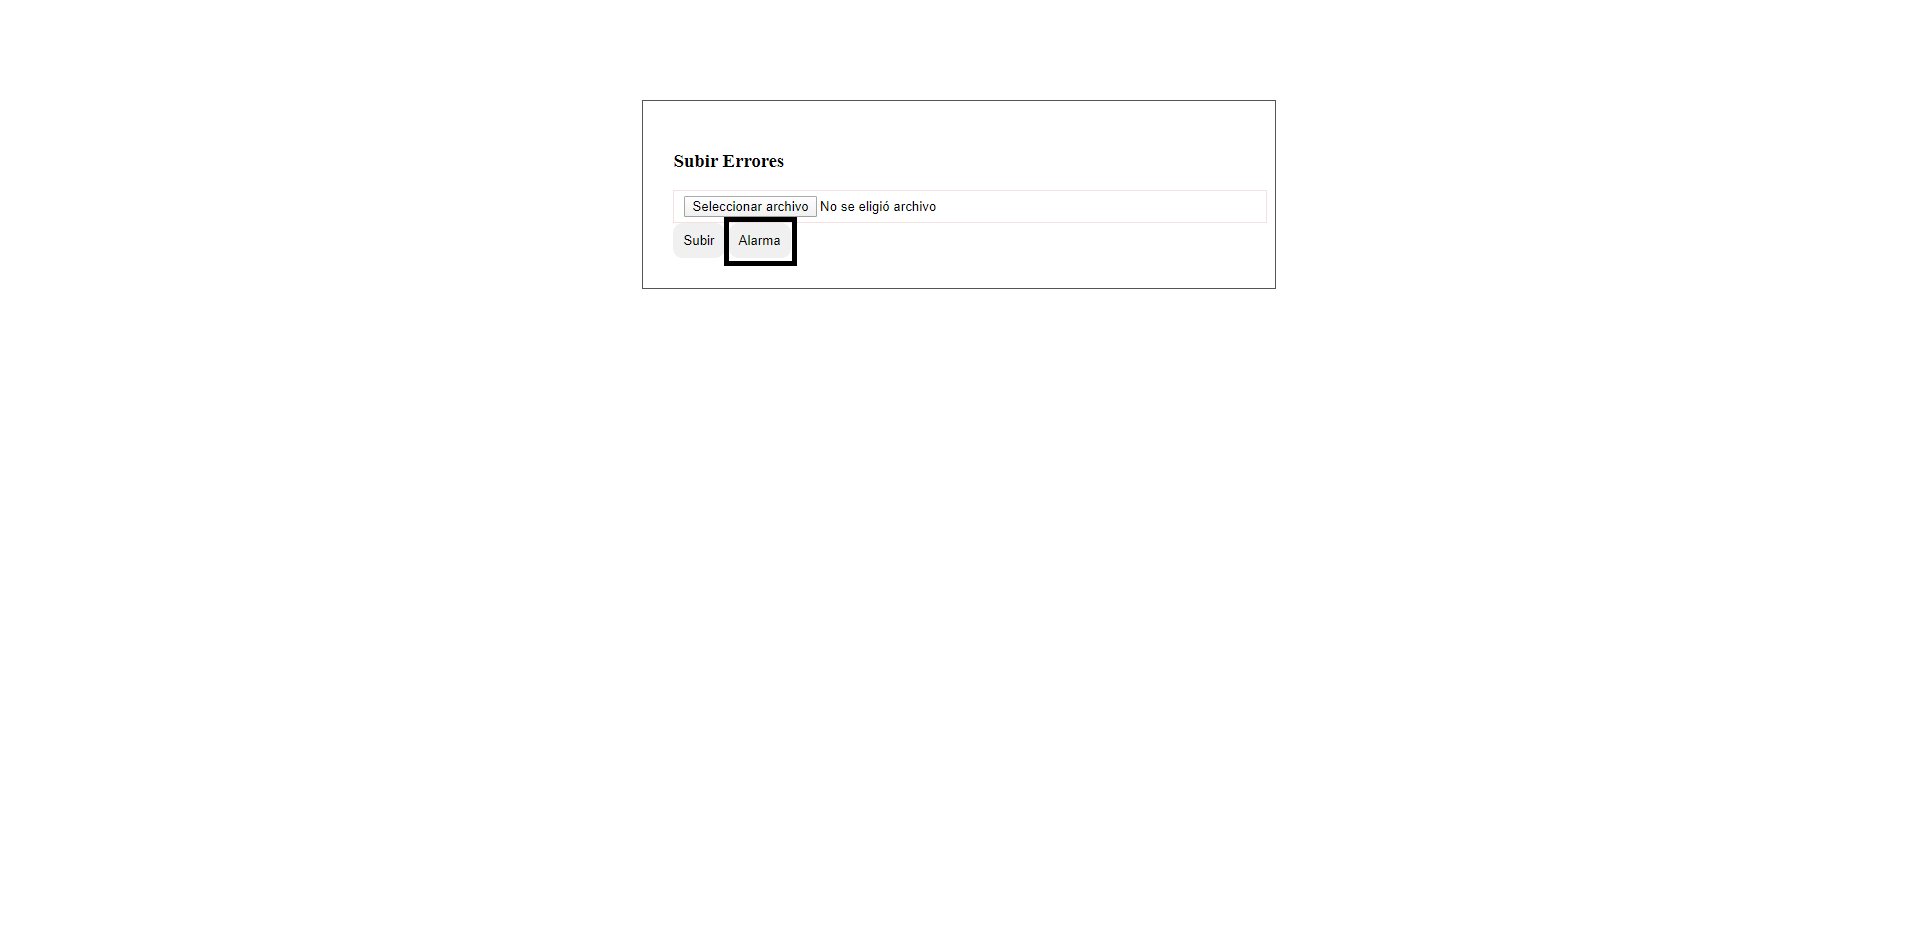 Subir Errores
Seleccionar archivo No se eligió archivo
Subir Alarma